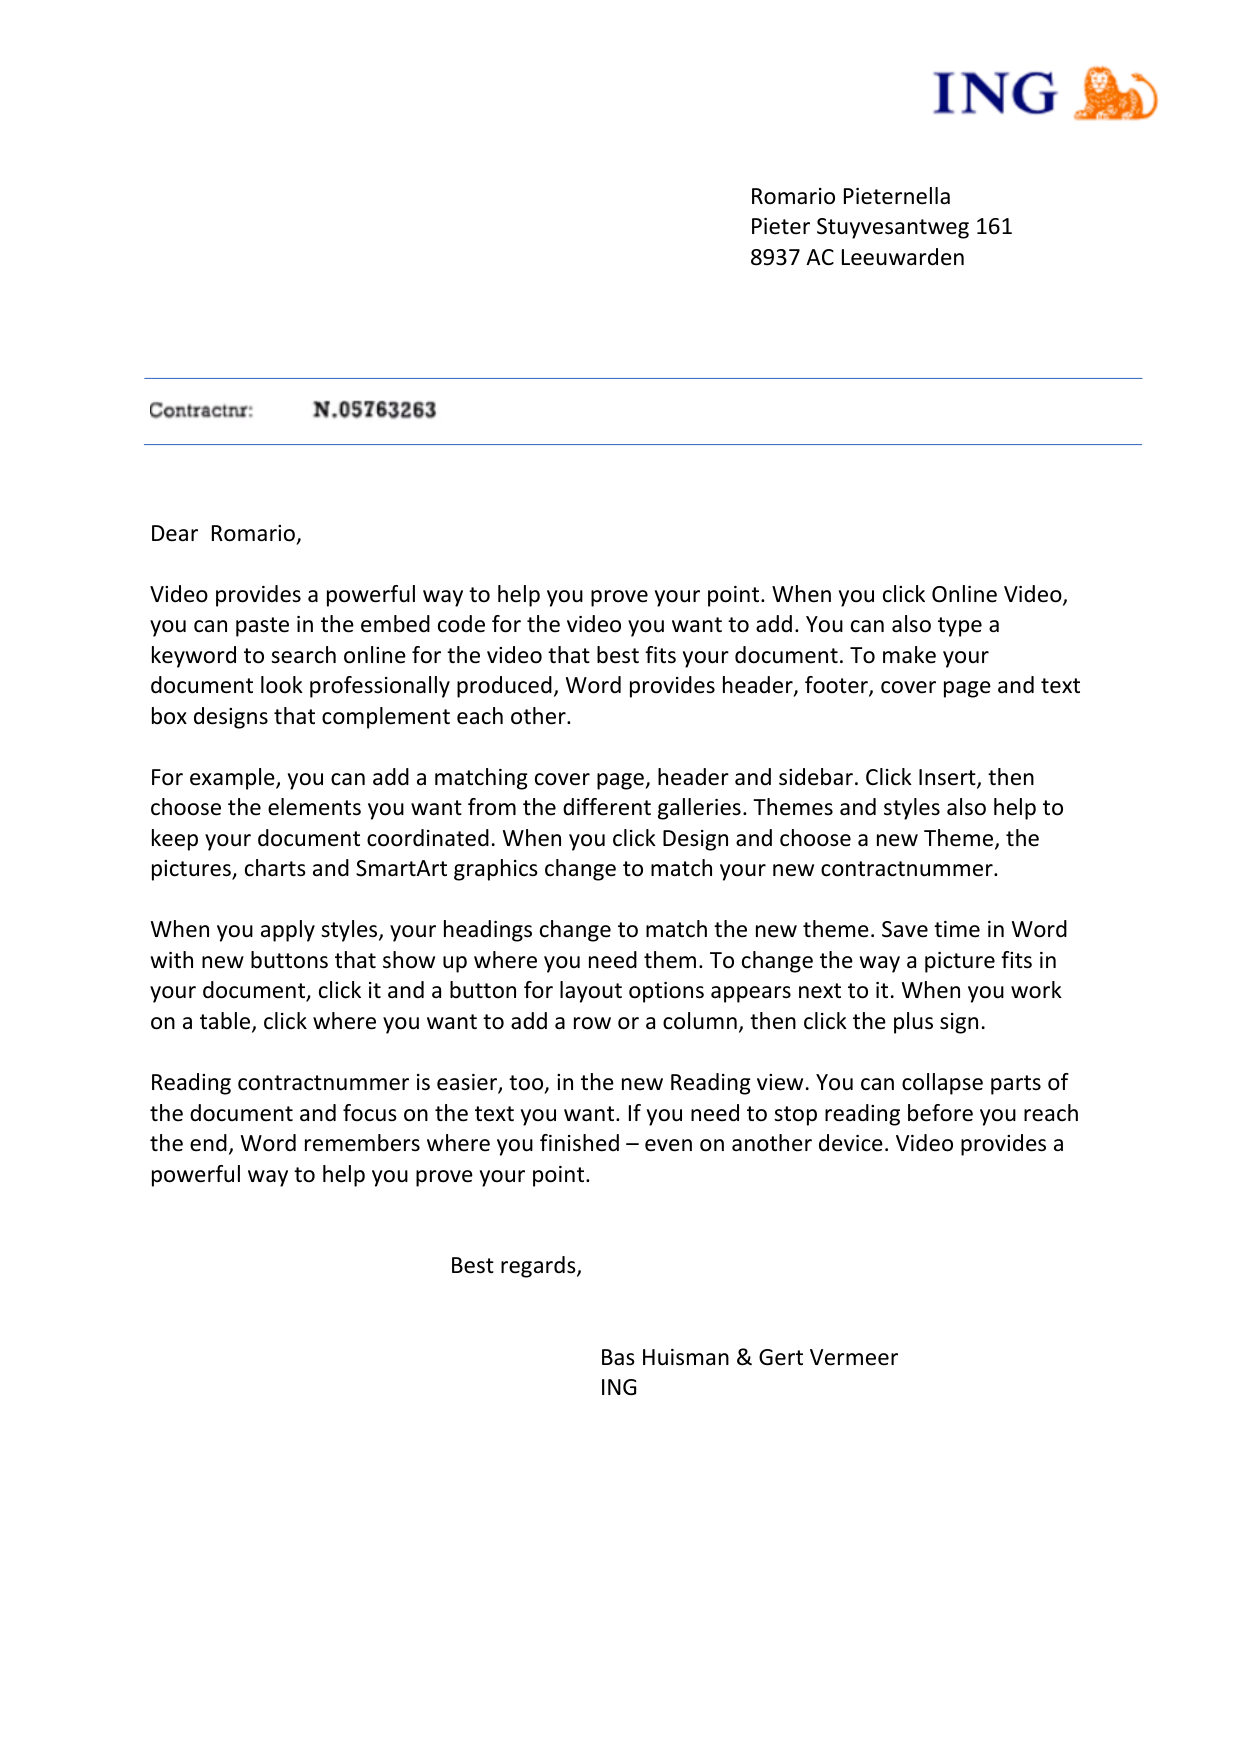 ING
Romario Pieternella
Pieter Stuyvesantweg 161
8937 AC Leeuwarden
Contractnr: N.05763263
Dear  Romario,
Video provides a powerful way to help you prove your point. When you click Online Video,
you can paste in the embed code for the video you want to add. You can also type a
keyword to search online for the video that best fits your document. To make your
document look professionally produced, Word provides header, footer, cover page and text
box designs that complement each other.
For example, you can add a matching cover page, header and sidebar. Click Insert, then
choose the elements you want from the different galleries. Themes and styles also help to
keep your document coordinated. When you click Design and choose a new Theme, the
pictures, charts and SmartArt graphics change to match your new contractnummer.
When you apply styles, your headings change to match the new theme. Save time in Word
with new buttons that show up where you need them. To change the way a picture fits in
your document, click it and a button for layout options appears next to it. When you work
on a table, click where you want to add a row or a column, then click the plus sign.
Reading contractnummer is easier, too, in the new Reading view. You can collapse parts of
the document and focus on the text you want. If you need to stop reading before you reach
the end, Word remembers where you finished – even on another device. Video provides a
powerful way to help you prove your point.
Best regards,
Bas Huisman & Gert Vermeer
ING